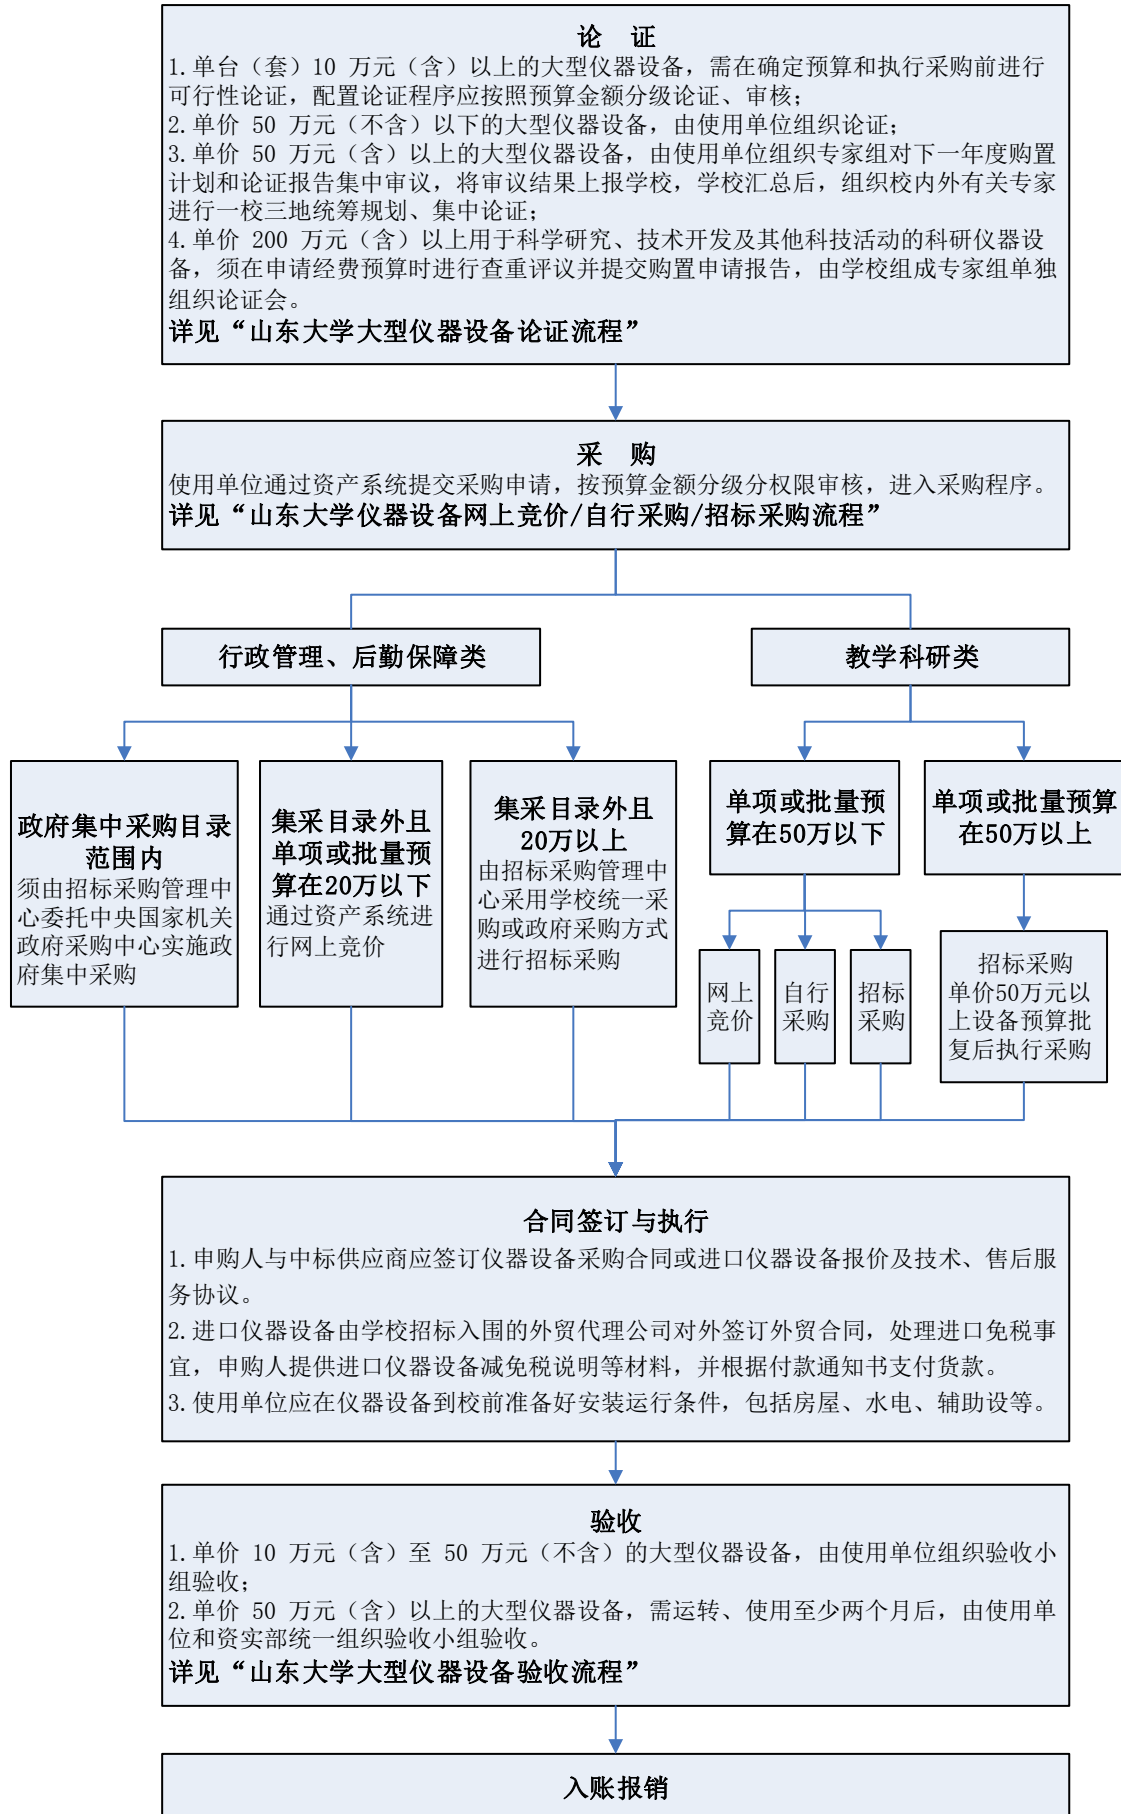 论 证
1.单台（套）10 万元（含）以上的大型仪器设备，需在确定预算和执行采购前进行
可行性论证，配置论证程序应按照预算金额分级论证、审核；
2.单价 50 万元（不含）以下的大型仪器设备，由使用单位组织论证；
3.单价 50 万元（含）以上的大型仪器设备，由使用单位组织专家组对下一年度购置
计划和论证报告集中审议，将审议结果上报学校，学校汇总后，组织校内外有关专家
进行一校三地统筹规划、集中论证；
4.单价 200 万元（含）以上用于科学研究、技术开发及其他科技活动的科研仪器设
备，须在申请经费预算时进行查重评议并提交购置申请报告，由学校组成专家组单独
组织论证会。
详见“山东大学大型仪器设备论证流程”
采 购
使用单位通过资产系统提交采购申请，按预算金额分级分权限审核，进入采购程序。
详见“山东大学仪器设备网上竞价/自行采购/招标采购流程”
行政管理、后勤保障类
教学科研类
政府集中采购目录
范围内
须由招标采购管理中
心委托中央国家机关
政府采购中心实施政
府集中采购
集采目录外且
单项或批量预
算在20万以下
通过资产系统进
行网上竞价
集采目录外且
20万以上
由招标采购管理中
心采用学校统一采
购或政府采购方式
进行招标采购
单项或批量预
算在50万以下
单项或批量预算
在50万以上
网上
竞价
自行
采购
招标
采购
招标采购
单价50万元以
上设备预算批
复后执行采购
合同签订与执行
1.申购人与中标供应商应签订仪器设备采购合同或进口仪器设备报价及技术、售后服
务协议。
2.进口仪器设备由学校招标入围的外贸代理公司对外签订外贸合同，处理进口免税事
宜，申购人提供进口仪器设备减免税说明等材料，并根据付款通知书支付货款。
3.使用单位应在仪器设备到校前准备好安装运行条件，包括房屋、水电、辅助设等。
验收
1.单价 10 万元（含）至 50 万元（不含）的大型仪器设备，由使用单位组织验收小
组验收；
2.单价 50 万元（含）以上的大型仪器设备，需运转、使用至少两个月后，由使用单
位和资实部统一组织验收小组验收。
详见“山东大学大型仪器设备验收流程”
入账报销